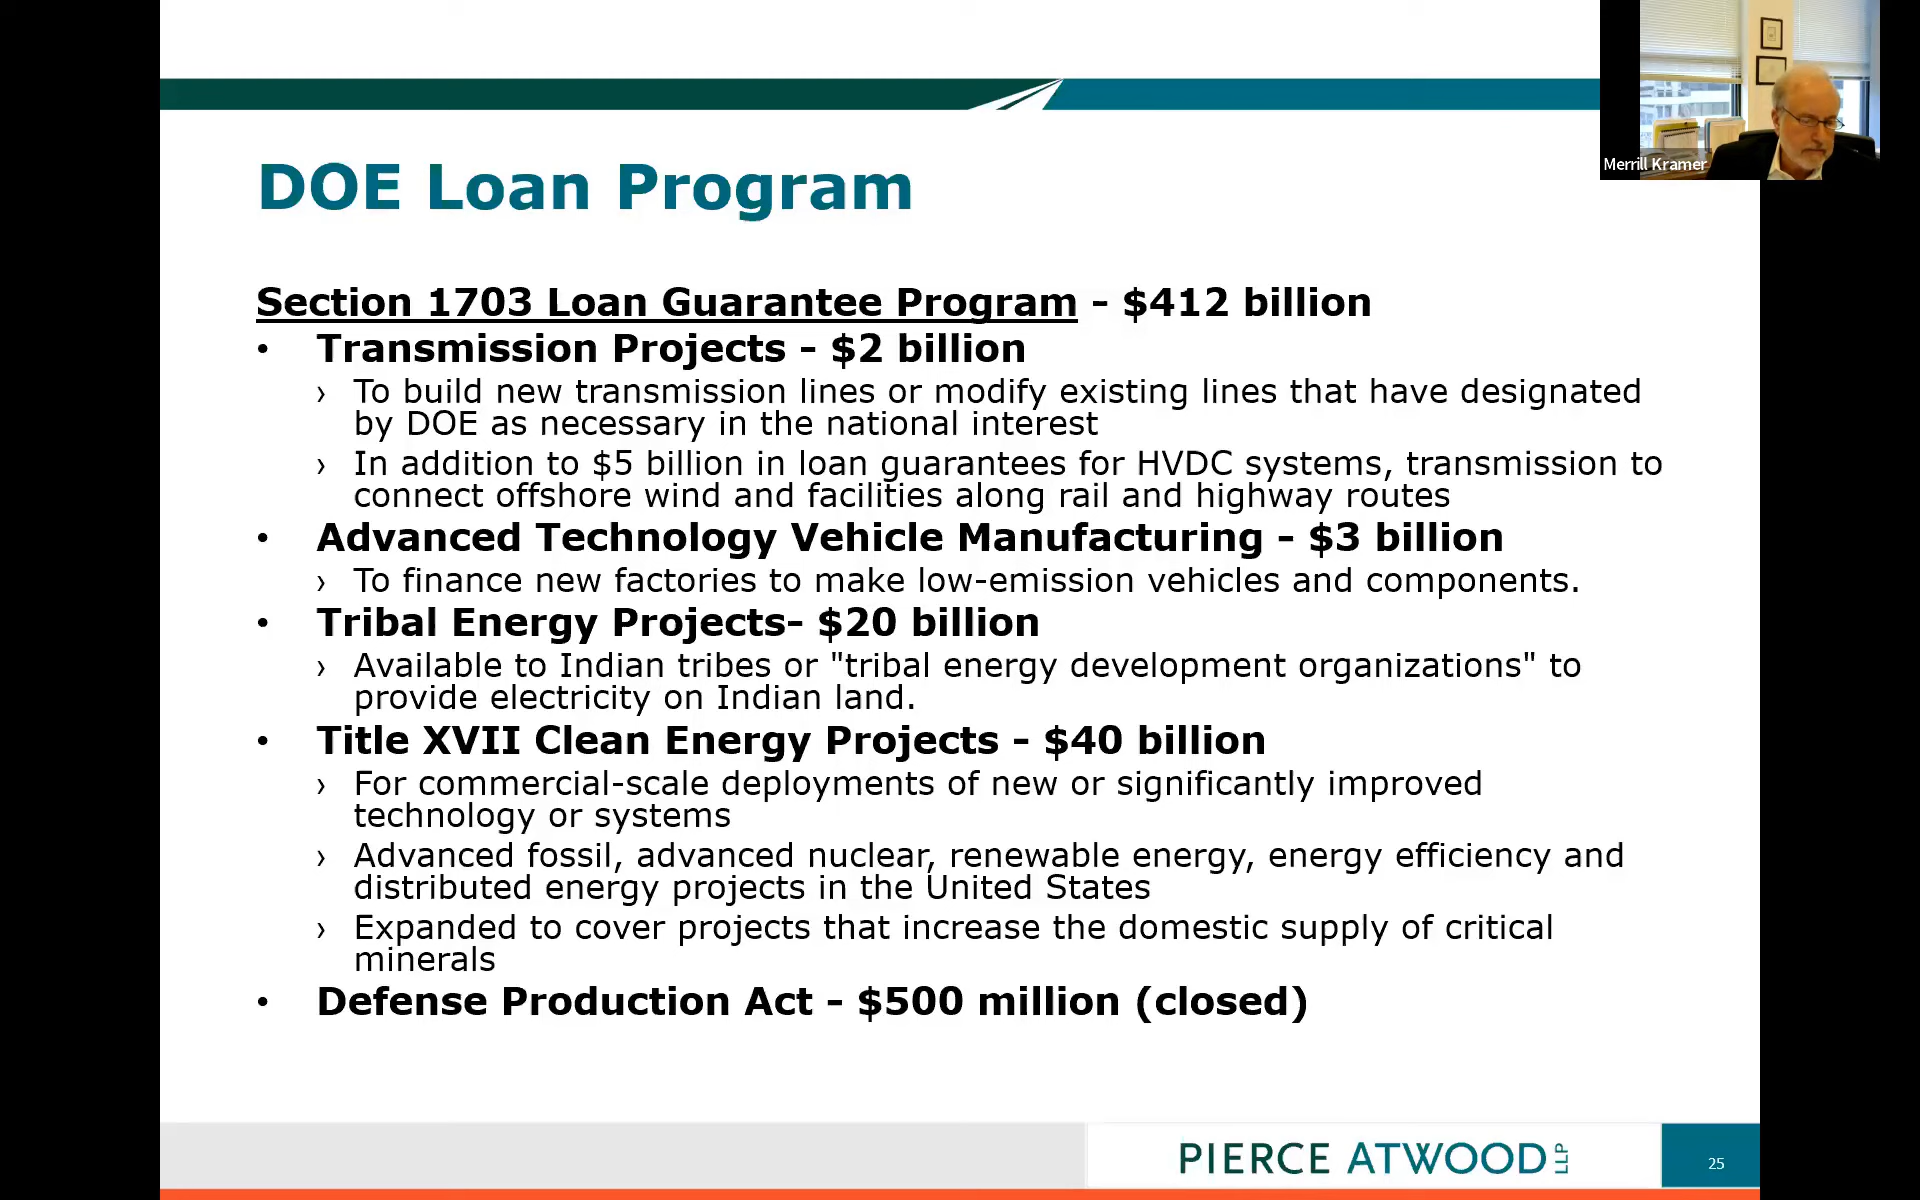 Merrill Kramer
DOE Loan Program
Section 1703 Loan Guarantee Program - $412 billion
• Transmission Projects - $2 billion
› To build new transmission lines or modify existing lines that have designated
by DOE as necessary in the national interest
› In addition to $5 billion in loan guarantees for HVDC systems, transmission to
connect offshore wind and facilities along rail and highway routes
• Advanced Technology Vehicle Manufacturing - $3 billion
› To finance new factories to make low-emission vehicles and components.
• Tribal Energy Projects- $20 billion
› Available to Indian tribes or "tribal energy development organizations" to
provide electricity on Indian land.
• Title XVII Clean Energy Projects - $40 billion
› For commercial-scale deployments of new or significantly improved
technology or systems
› Advanced fossil, advanced nuclear, renewable energy, energy efficiency and
distributed energy projects in the United States
› Expanded to cover projects that increase the domestic supply of critical
minerals
• Defense Production Act - $500 million (closed)
PIERCE ATWOOD LLP
25